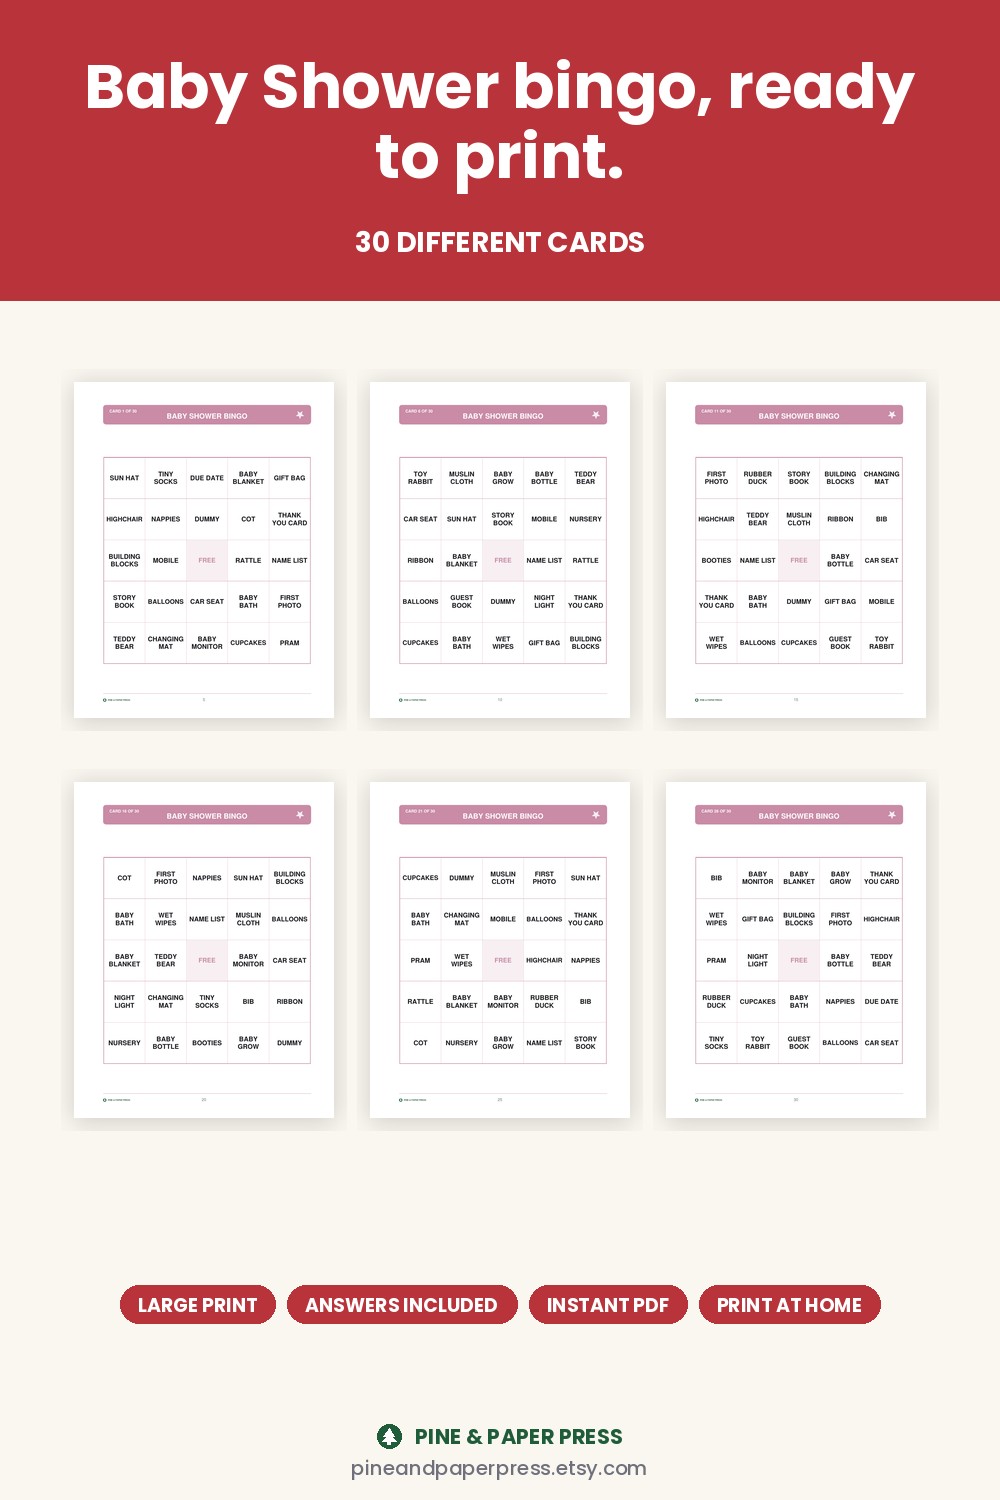 Baby Shower bingo, ready
to print.
30 DIFFERENT CARDS
CARD 1 OF 30
BABY SHOWER BINGO
SUN HAT TINY SOCKS DUE DATE BABY BLANKET GIFT BAG
HIGHCHAIR NAPPIES DUMMY COT THANK YOU CARD
BUILDING BLOCKS MOBILE FREE RATTLE NAME LIST
STORY BOOK BALLOONS CAR SEAT BABY BATH FIRST PHOTO
TEDDY BEAR CHANGING MAT BABY MONITOR CUPCAKES PRAM
BABY SHOWER BINGO
TOY RABBIT MUSLIN CLOTH BABY GROW BABY BOTTLE TEDDY BEAR
CAR SEAT SUN HAT STORY BOOK MOBILE NURSERY
RIBBON BABY BLANKET FREE NAME LIST RATTLE
BALLOONS GUEST BOOK DUMMY NIGHT LIGHT THANK YOU CARD
CUPCAKES BABY BATH WET WIPES GIFT BAG BUILDING BLOCKS
CARD 11 OF 30
BABY SHOWER BINGO
FIRST PHOTO RUBBER DUCK STORY BOOK BUILDING BLOCKS CHANGING MAT
HIGHCHAIR TEDDY BEAR MUSLIN CLOTH RIBBON BIB
BOOTIES NAME LIST FREE BABY BOTTLE CAR SEAT
THANK YOU CARD BABY BATH DUMMY GIFT BAG MOBILE
WET WIPES BALLOONS CUPCAKES GUEST BOOK TOY RABBIT
BABY SHOWER BINGO
COT FIRST PHOTO NAPPIES SUN HAT BUILDING BLOCKS
BABY BATH WET WIPES NAME LIST MUSLIN CLOTH BALLOONS
BABY BLANKET TEDDY BEAR FREE BABY MONITOR CAR SEAT
NIGHT LIGHT CHANGING MAT TINY SOCKS BIB RIBBON
NURSERY BABY BOTTLE BOOTIES BABY GROW DUMMY
CARD 21 OF 30
BABY SHOWER BINGO
CUPCAKES DUMMY MUSLIN CLOTH FIRST PHOTO SUN HAT
BABY BATH CHANGING MAT MOBILE BALLOONS THANK YOU CARD
PRAM WET WIPES FREE HIGHCHAIR NAPPIES
RATTLE BABY BLANKET BABY MONITOR RUBBER DUCK BIB
COT NURSERY BABY GROW NAME LIST STORY BOOK
BABY SHOWER BINGO
BIB BABY MONITOR BABY BLANKET BABY GROW THANK YOU CARD
WET WIPES GIFT BAG BUILDING BLOCKS FIRST PHOTO HIGHCHAIR
PRAM NIGHT LIGHT FREE BABY BOTTLE TEDDY BEAR
RUBBER DUCK CUPCAKES BABY BATH NAPPIES DUE DATE
TINY SOCKS TOY RABBIT GUEST BOOK BALLOONS CAR SEAT
LARGE PRINT ANSWERS INCLUDED INSTANT PDF PRINT AT HOME
PINE & PAPER PRESS
pineandpaperpress.etsy.com